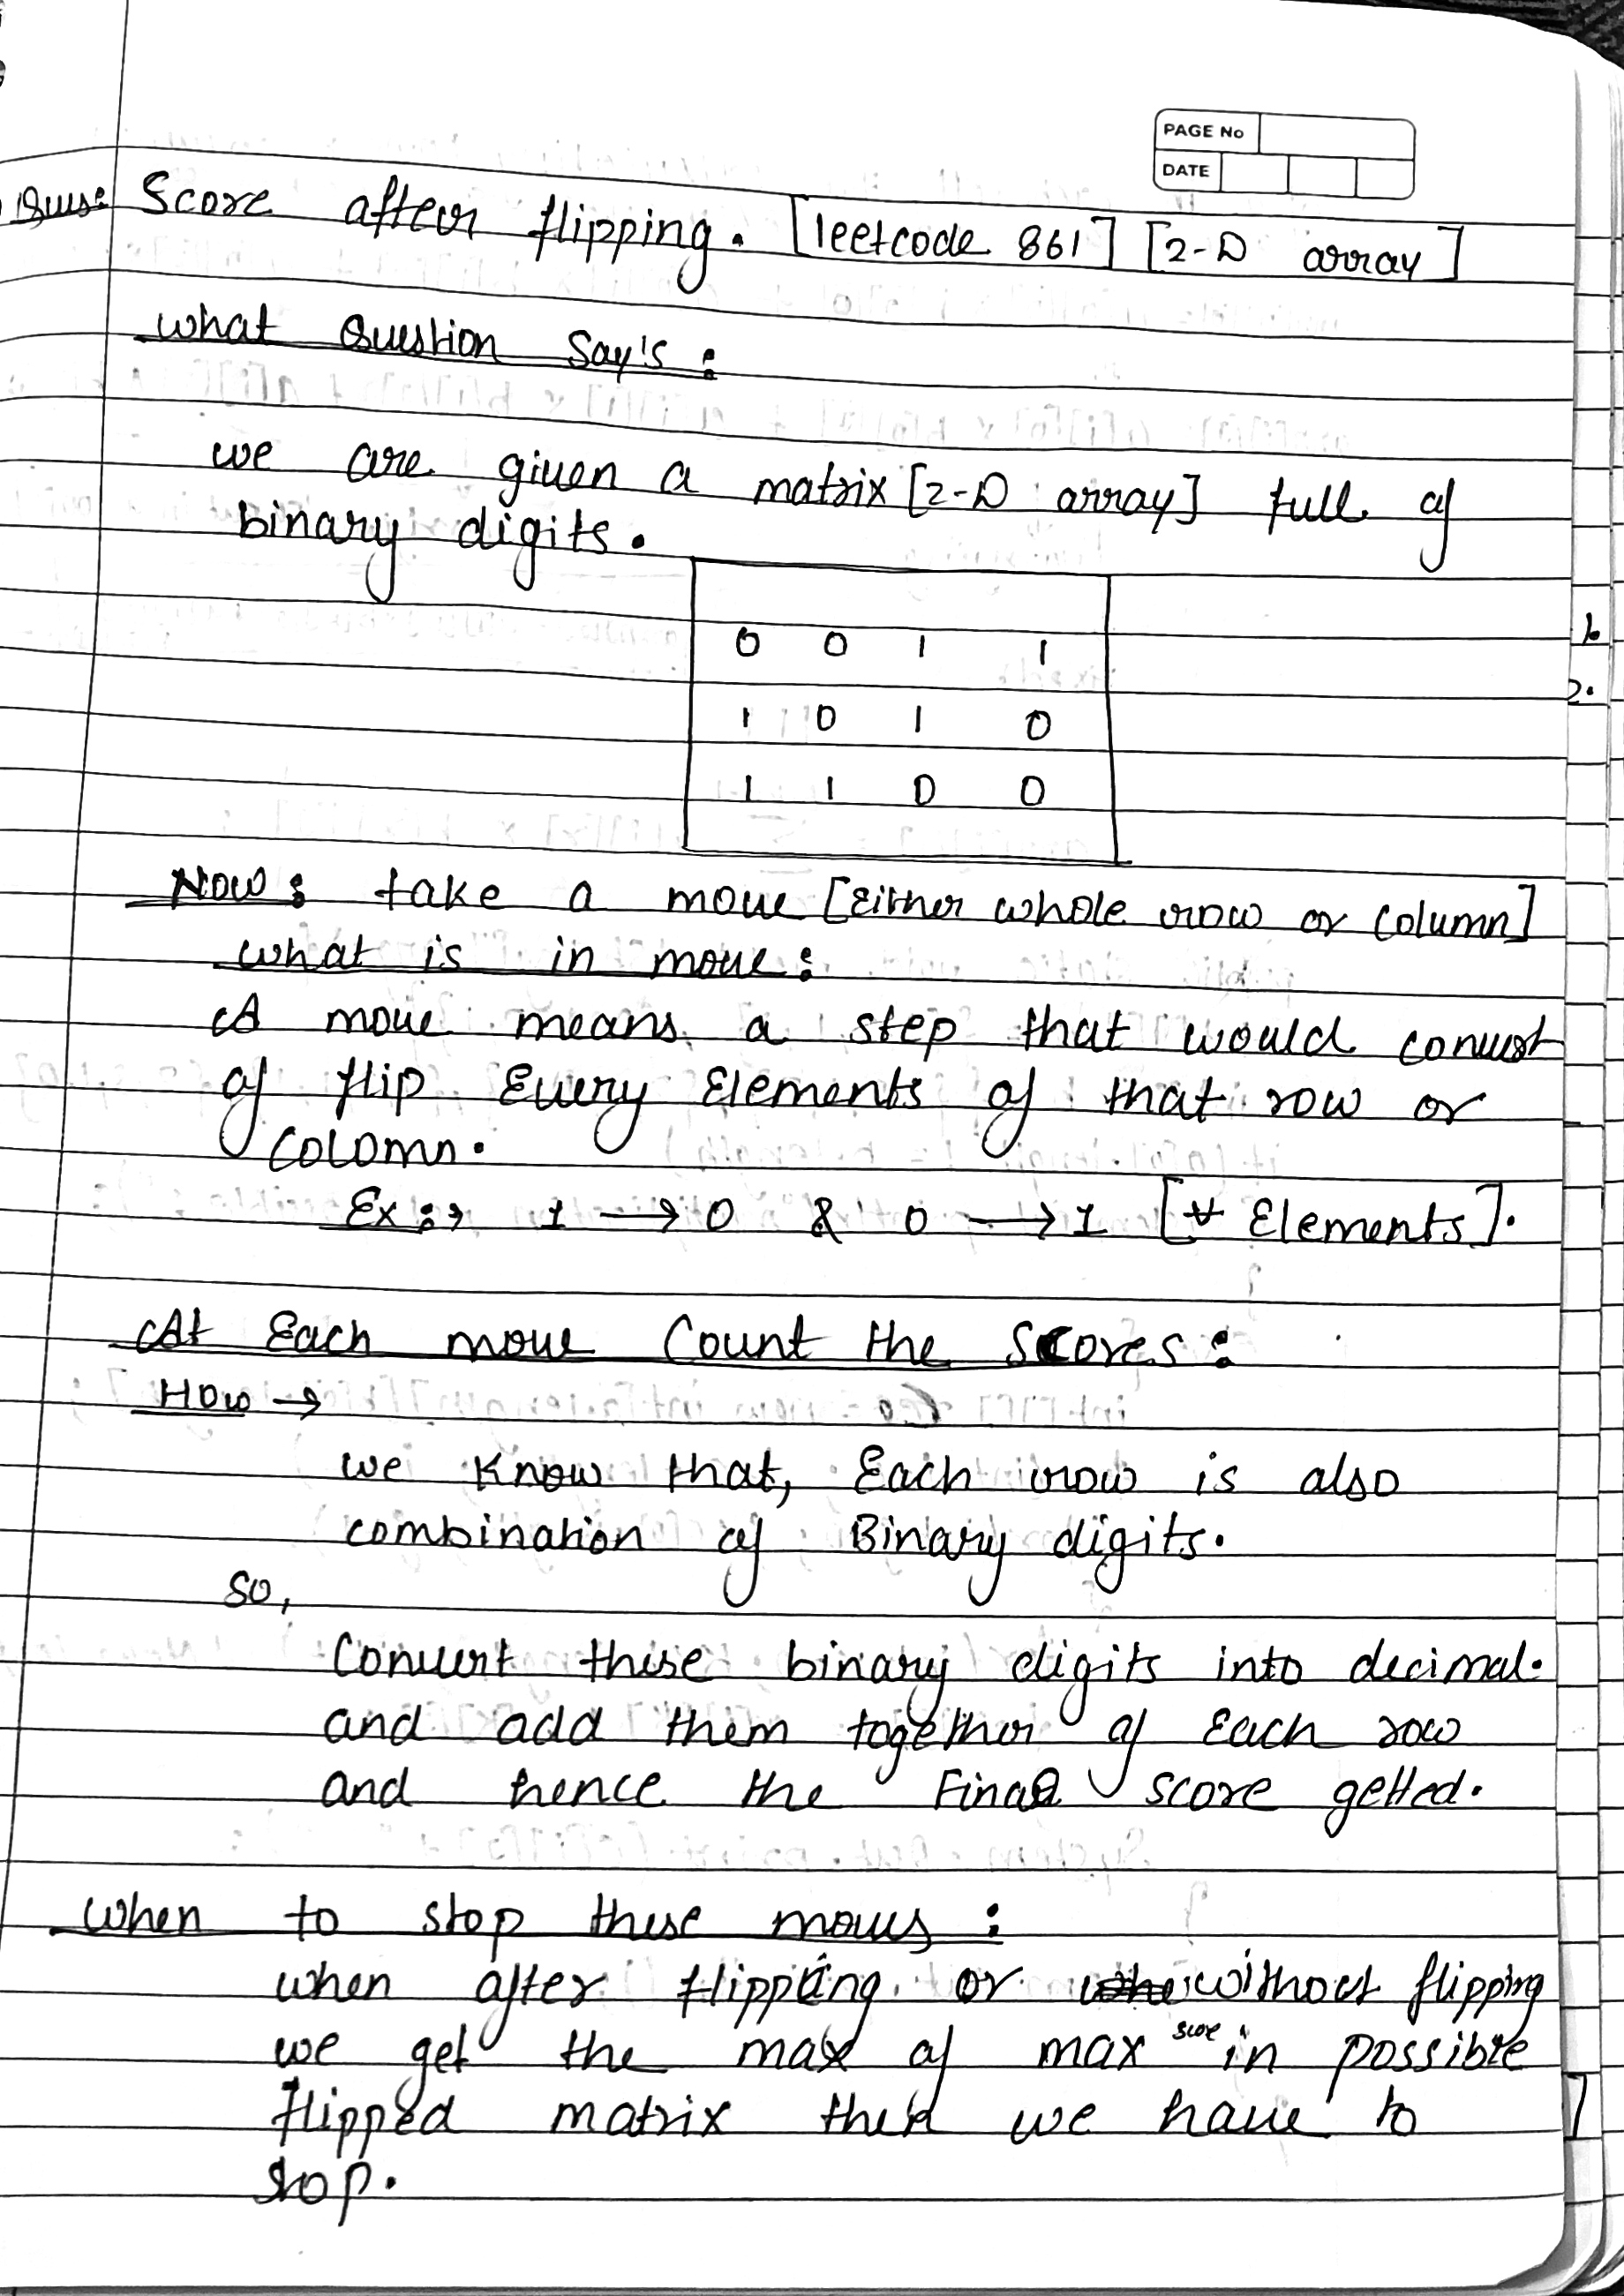 PAGE No
DATE
Ques: Score after flipping. [leetcode 861] [2-D array]
what Question Say's:
we are given a matrix [2-D array] full of
binary digits.
0 0 1 1
1 0 1 0
1 1 0 0
Now: take a move [Either whole row or column]
what is in move:
A move means a step that would convert
of flip Every Elements of that row or
Colomn.
Ex:→ 1 → 0 & 0 → 1 [∀ Elements].
At Each move Count the Scores:
How →
we Know that, Each row is also
combination of Binary digits.
so,
Convert these binary digits into decimal.
and add them together of Each row
and hence the Final score getted.
when to stop these moves :
when after flipping or without flipping
we get the max of max score in possible
flipped matrix then we have to
stop.
1.
2.